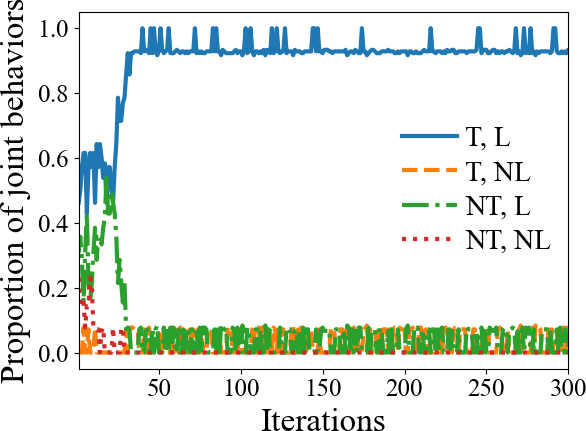 Proportion of joint behaviors
1.0
0.8
0.6
0.4
0.2
0.0
T, L
T, NL
NT, L
NT, NL
50
100
150
200
250
300
Iterations